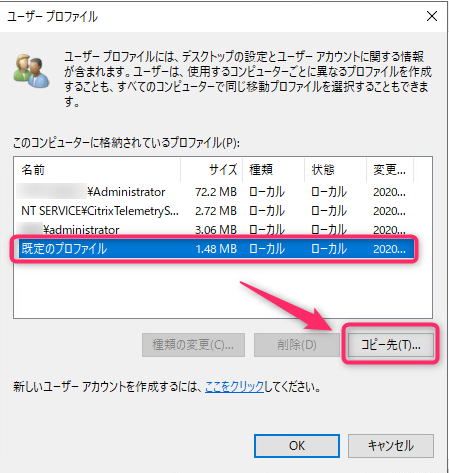 ユーザー プロファイル
ユーザー プロファイルには、デスクトップの設定とユーザー アカウントに関する情報
が含まれます。ユーザーは、使用するコンピューターごとに異なるプロファイルを作成
することも、すべてのコンピューターで同じ移動プロファイルを選択することもできま
す。
このコンピューターに格納されているプロファイル(P):
名前 サイズ 種類 状態 変更...
¥Administrator 72.2 MB ローカル ローカル 2020...
NT SERVICE¥CitrixTelemetryS... 2.72 MB ローカル ローカル 2020...
¥administrator 3.06 MB ローカル ローカル 2020...
既定のプロファイル 1.48 MB ローカル ローカル 2020...
種類の変更(C)... 削除(D) コピー先(T)...
新しいユーザー アカウントを作成するには、ここをクリックしてください。
OK キャンセル